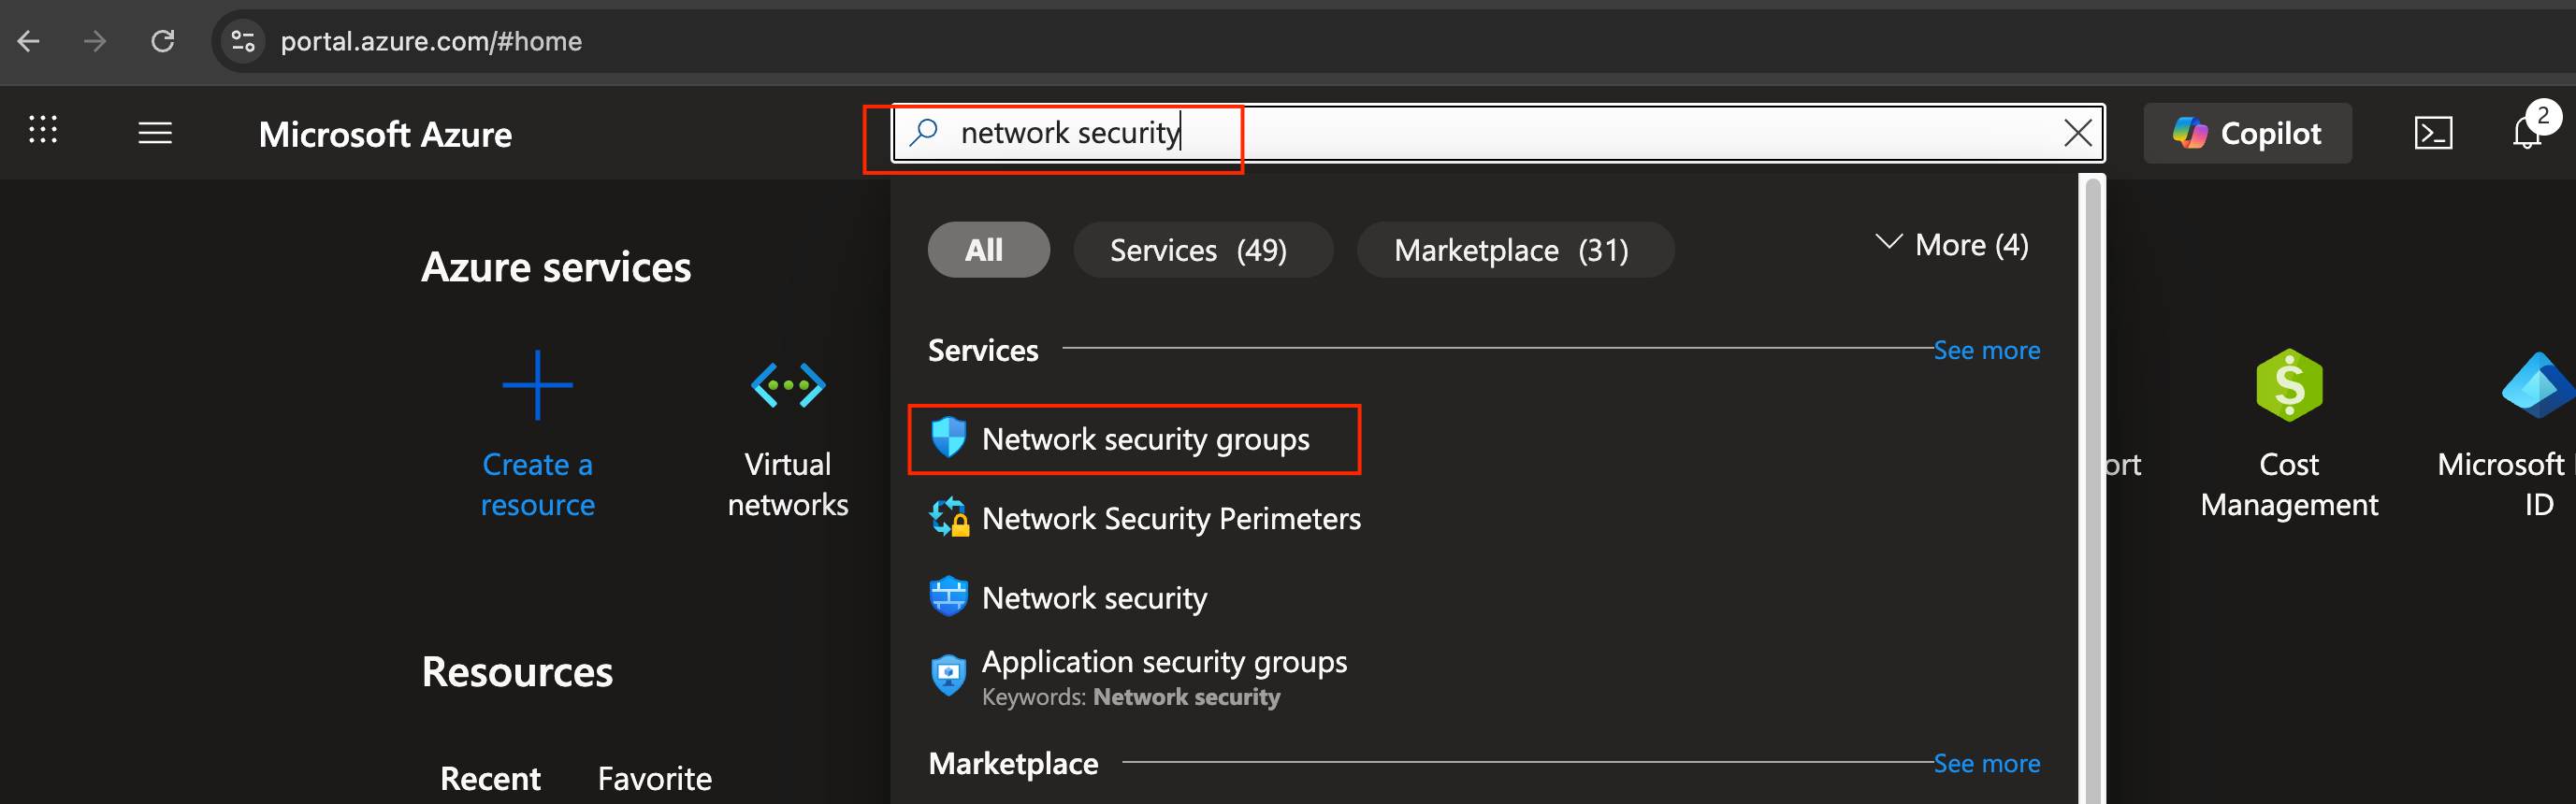 portal.azure.com/#home
Microsoft Azure
network security
Copilot
2
All
Services (49)
Marketplace (31)
More (4)
Azure services
Services
See more
Create a
resource
Virtual
networks
Network security groups
Network Security Perimeters
Network security
Application security groups
Keywords: Network security
ort
Cost
Management
Microsoft
ID
Resources
Recent
Favorite
Marketplace
See more